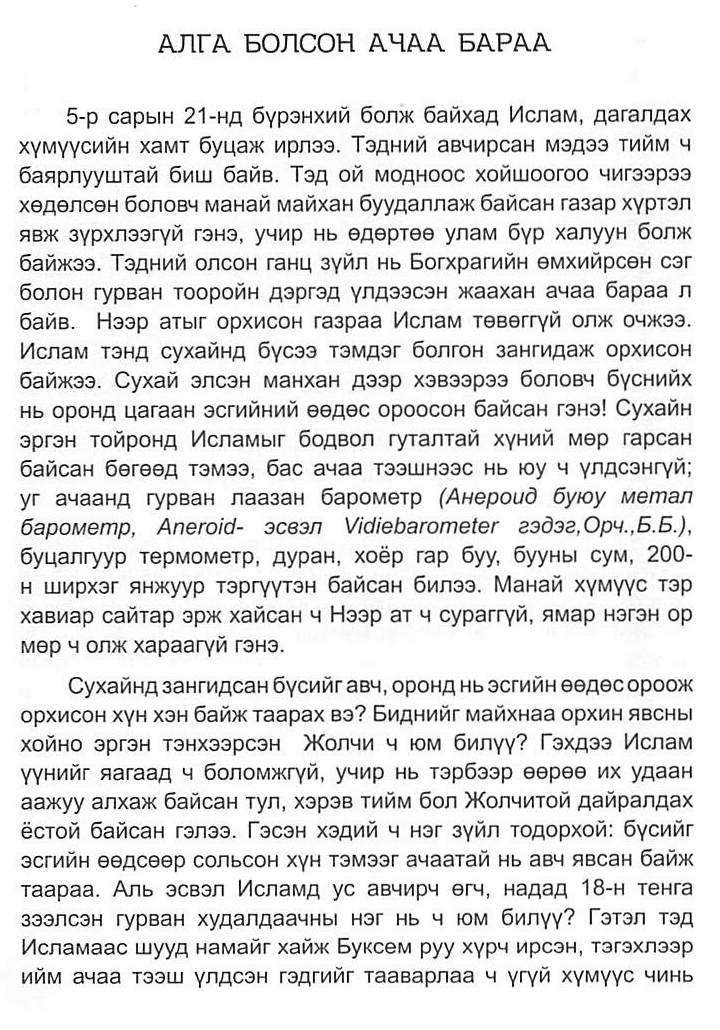 АЛГА БОЛСОН АЧАА БАРАА
5-р сарын 21-нд бүрэнхий болж байхад Ислам, дагалдах
хүмүүсийн хамт буцаж ирлээ. Тэдний авчирсан мэдээ тийм ч
баярлууштай биш байв. Тэд ой модноос хойшоогоо чигээрээ
хөдөлсөн боловч манай майхан буудаллаж байсан газар хүртэл
явж зүрхлээгүй гэнэ, учир нь өдөртөө улам бүр халуун болж
байжээ. Тэдний олсон ганц зүйл нь Богхрагийн өмхийрсөн сэг
болон гурван тооройн дэргэд үлдээсэн жаахан ачаа бараа л
байв. Нээр атыг орхисон газраа Ислам төвөггүй олж очжээ.
Ислам тэнд сухайнд бүсээ тэмдэг болгон зангидаж орхисон
байжээ. Сухай элсэн манхан дээр хэвээрээ боловч бүснийх
нь оронд цагаан эсгийний өөдөс ороосон байсан гэнэ! Сухайн
эргэн тойронд Исламыг бодвол гуталтай хүний мөр гарсан
байсан бөгөөд тэмээ, бас ачаа тээшнээс нь юу ч үлдсэнгүй;
уг ачаанд гурван лаазан барометр (Анероид буюу метал
барометр, Aneroid- эсвэл Vidiebarometer гэдэг,Орч.,Б.Б.),
буцалгуур термометр, дуран, хоёр гар буу, бууны сум, 200-
н ширхэг янжуур тэргүүтэн байсан билээ. Манай хүмүүс тэр
хавиар сайтар эрж хайсан ч Нээр ат ч сураггүй, ямар нэгэн ор
мөр ч олж хараагүй гэнэ.
Сухайнд зангидсан бүсийг авч, оронд нь эсгийн өөдөс ороож
орхисон хүн хэн байж таарах вэ? Биднийг майхнаа орхин явсны
хойно эргэн тэнхээрсэн Жолчи ч юм билүү? Гэхдээ Ислам
үүнийг яагаад ч боломжгүй, учир нь тэрбээр өөрөө их удаан
аажуу алхаж байсан тул, хэрэв тийм бол Жолчитой дайралдах
ёстой байсан гэлээ. Гэсэн хэдий ч нэг зүйл тодорхой: бүсийг
эсгийн өөдсөөр сольсон хүн тэмээг ачаатай нь авч явсан байж
таараа. Аль эсвэл Исламд ус авчирч өгч, надад 18-н тенга
зээлсэн гурван худалдаачны нэг нь ч юм билүү? Гэтэл тэд
Исламаас шууд намайг хайж Буксем руу хүрч ирсэн, тэгэхлээр
ийм ачаа тээш үлдсэн гэдгийг тааварлаа ч үгүй хүмүүс чинь